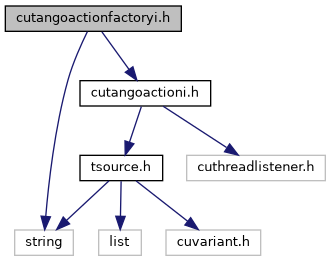 cutangoactionfactoryi.h
cutangoactioni.h
tsource.h
cuthreadlistener.h
string
list
cuvariant.h